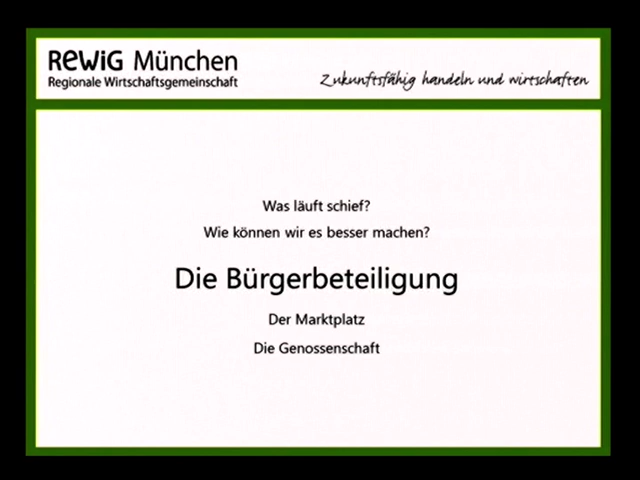 ReWiG München
Regionale Wirtschaftsgemeinschaft
Zukunftsfähig handeln und wirtschaften
Was läuft schief?
Wie können wir es besser machen?
Die Bürgerbeteiligung
Der Marktplatz
Die Genossenschaft